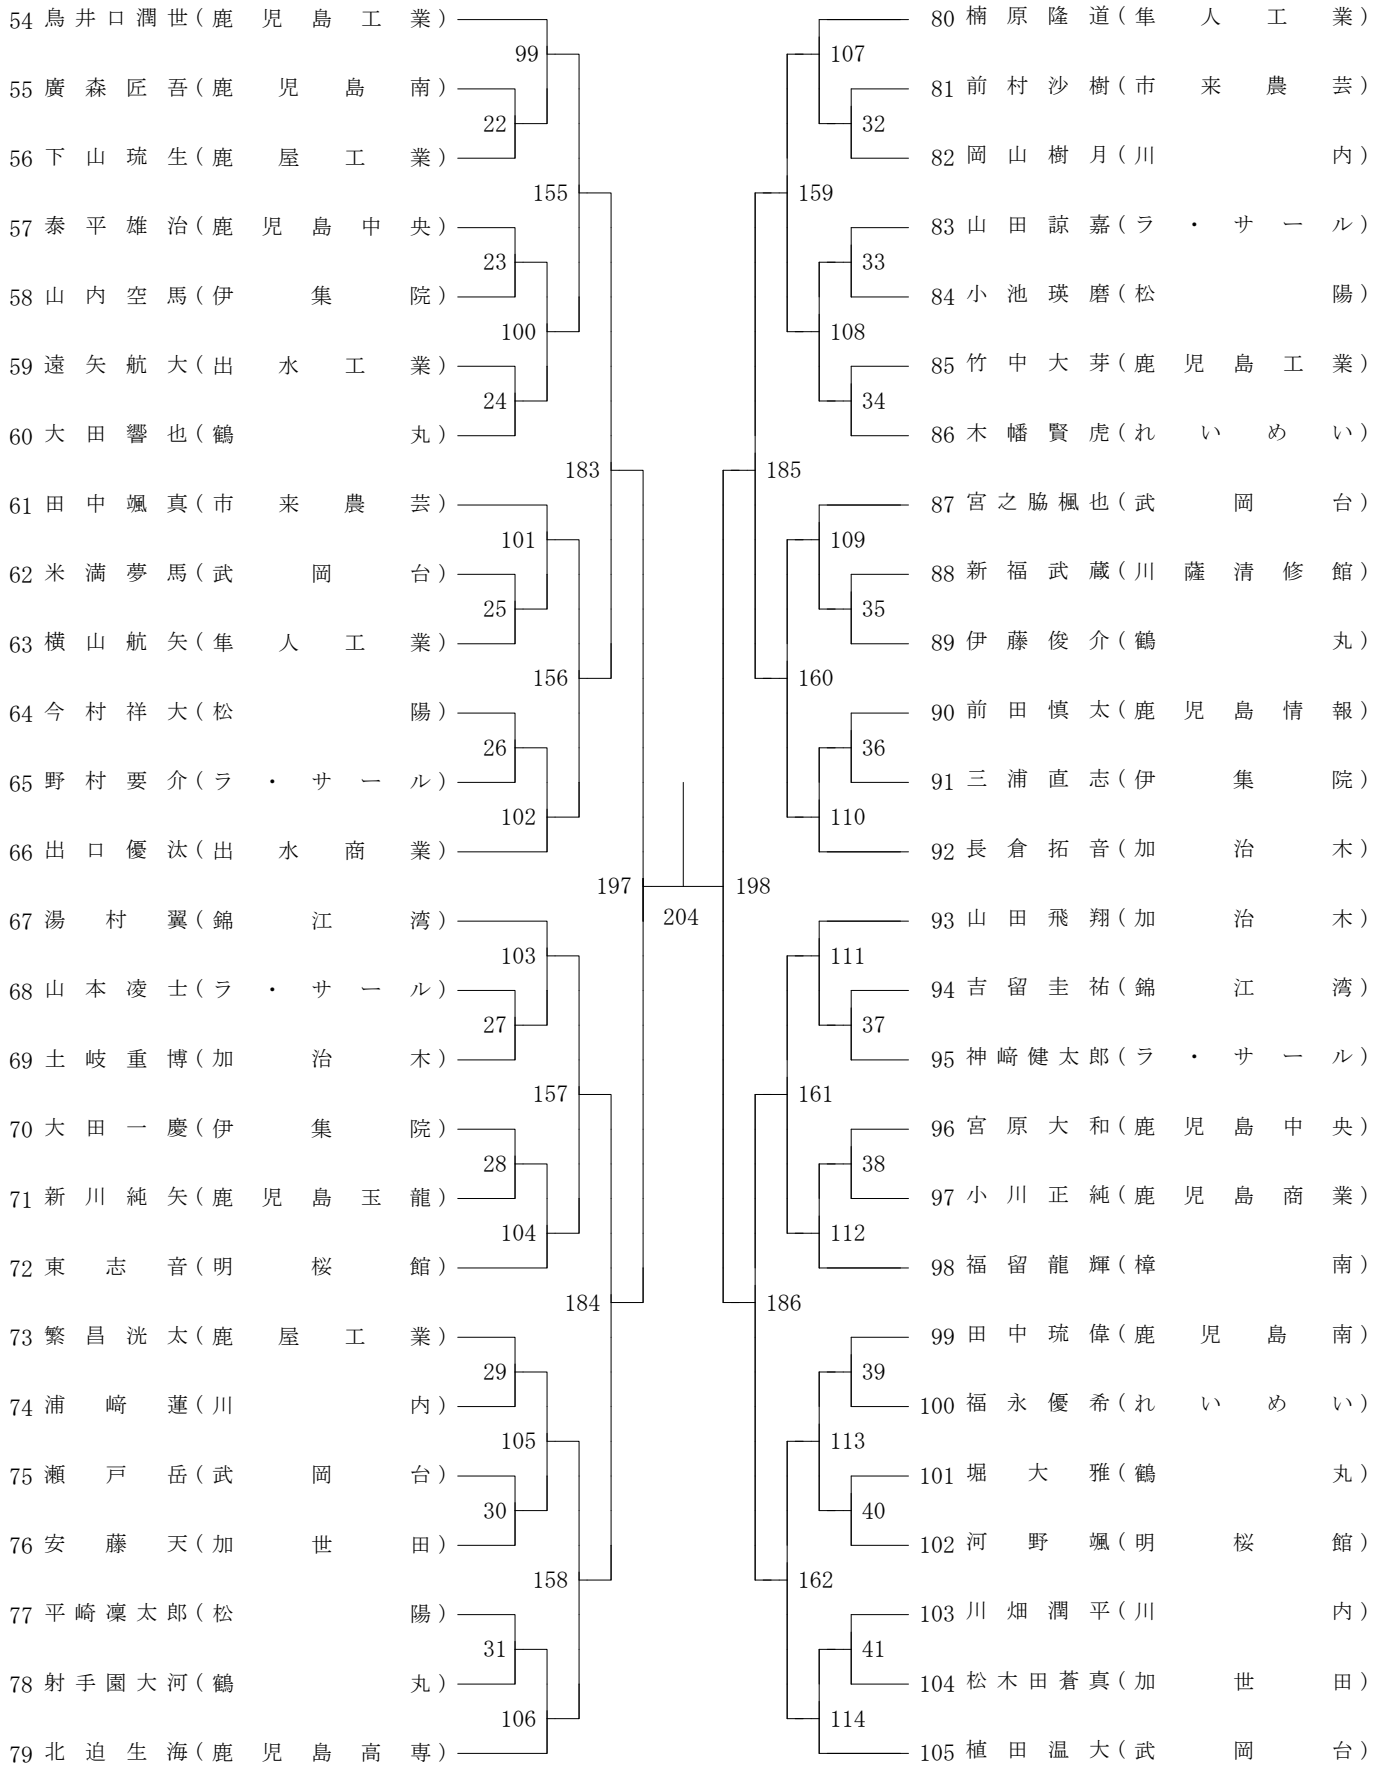 54 鳥井口潤世(鹿児島工業)
99
55 廣森匠吾(鹿児島南)
22
56 下山琉生(鹿屋工業)
155
57 泰平雄治(鹿児島中央)
23
58 山内空馬(伊集院)
100
59 遠矢航大(出水工業)
24
60 大田響也(鶴丸)
183
61 田中颯真(市来農芸)
101
62 米満夢馬(武岡台)
25
63 横山航矢(隼人工業)
156
64 今村祥大(松陽)
26
65 野村要介(ラ・サール)
102
66 出口優汰(出水商業)
197
67 湯村翼(錦江湾)
103
68 山本凌士(ラ・サール)
27
69 土岐重博(加治木)
157
70 大田一慶(伊集院)
28
71 新川純矢(鹿児島玉龍)
104
72 東志音(明桜館)
184
73 繁昌洸太(鹿屋工業)
29
74 浦﨑蓮(川内)
105
75 瀬戸岳(武岡台)
30
76 安藤天(加世田)
158
77 平崎凜太郎(松陽)
31
78 射手園大河(鶴丸)
106
79 北迫生海(鹿児島高専)
204
80 楠原隆道(隼人工業)
107
81 前村沙樹(市来農芸)
32
82 岡山樹月(川内)
159
83 山田諒嘉(ラ・サール)
33
84 小池瑛磨(松陽)
108
85 竹中大芽(鹿児島工業)
34
86 木幡賢虎(れいめい)
185
87 宮之脇楓也(武岡台)
109
88 新福武蔵(川薩清修館)
35
89 伊藤俊介(鶴丸)
160
90 前田慎太(鹿児島情報)
36
91 三浦直志(伊集院)
110
92 長倉拓音(加治木)
198
93 山田飛翔(加治木)
111
94 吉留圭祐(錦江湾)
37
95 神﨑健太郎(ラ・サール)
161
96 宮原大和(鹿児島中央)
38
97 小川正純(鹿児島商業)
112
98 福留龍輝(樟南)
186
99 田中琉偉(鹿児島南)
39
100 福永優希(れいめい)
113
101 堀大雅(鶴丸)
40
102 河野颯(明桜館)
162
103 川畑潤平(川内)
41
104 松木田蒼真(加世田)
114
105 植田温大(武岡台)